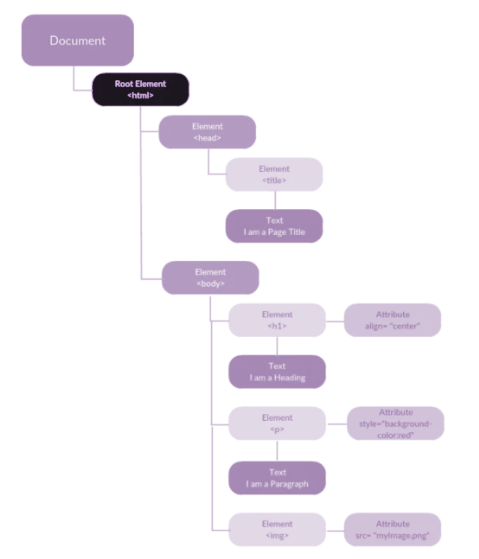 Document
Root Element
<html>
Element
<head>
Element
<title>
Text
I am a Page Title
Element
<body>
Element
<h1>
Attribute
align= "center"
Text
I am a Heading
Element
<p>
Attribute
style="background-
color:red"
Text
I am a Paragraph
Element
<img>
Attribute
src= "myImage.png"